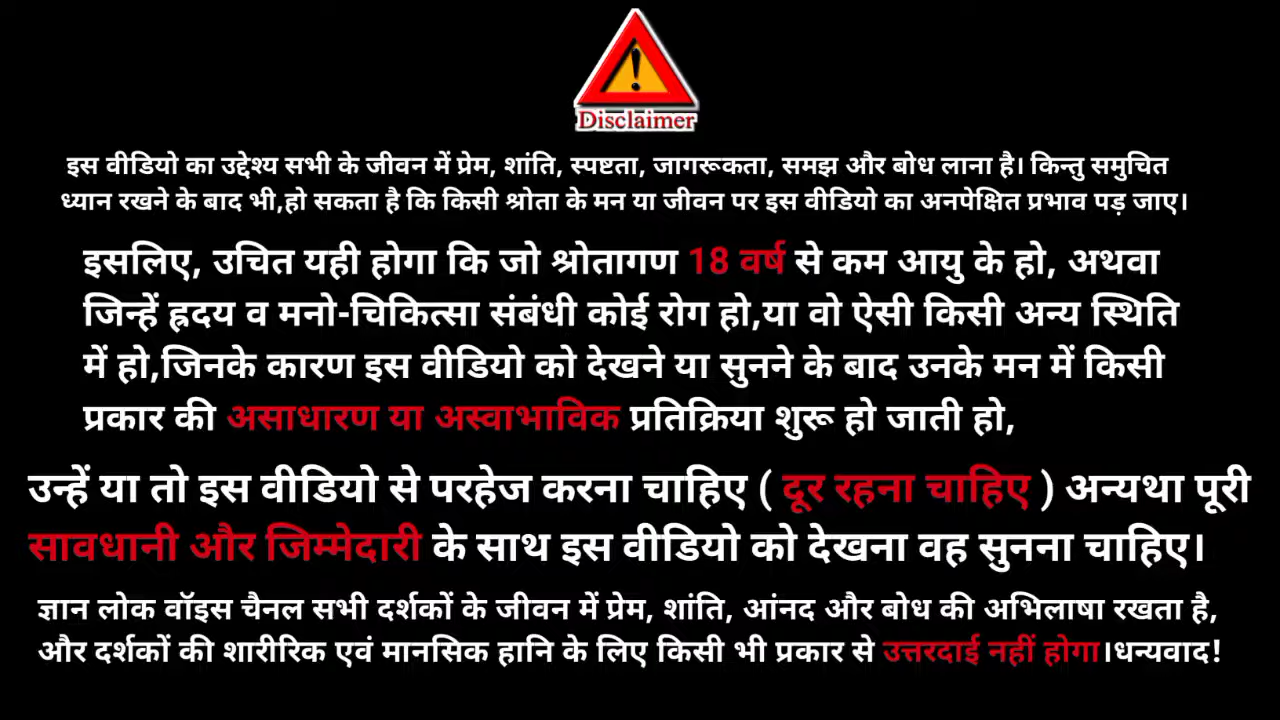 Disclaimer
इस वीडियो का उद्देश्य सभी के जीवन में प्रेम, शांति, स्पष्टता, जागरूकता, समझ और बोध लाना है। किन्तु समुचित
ध्यान रखने के बाद भी,हो सकता है कि किसी श्रोता के मन या जीवन पर इस वीडियो का अनपेक्षित प्रभाव पड़ जाए।
इसलिए, उचित यही होगा कि जो श्रोतागण 18 वर्ष से कम आयु के हो, अथवा
जिन्हें ह्रदय व मनो-चिकित्सा संबंधी कोई रोग हो,या वो ऐसी किसी अन्य स्थिति
में हो,जिनके कारण इस वीडियो को देखने या सुनने के बाद उनके मन में किसी
प्रकार की असाधारण या अस्वाभाविक प्रतिक्रिया शुरू हो जाती हो,
उन्हें या तो इस वीडियो से परहेज करना चाहिए ( दूर रहना चाहिए ) अन्यथा पूरी
सावधानी और जिम्मेदारी के साथ इस वीडियो को देखना वह सुनना चाहिए।
ज्ञान लोक वॉइस चैनल सभी दर्शकों के जीवन में प्रेम, शांति, आंनद और बोध की अभिलाषा रखता है,
और दर्शकों की शारीरिक एवं मानसिक हानि के लिए किसी भी प्रकार से उत्तरदाई नहीं होगा।धन्यवाद!